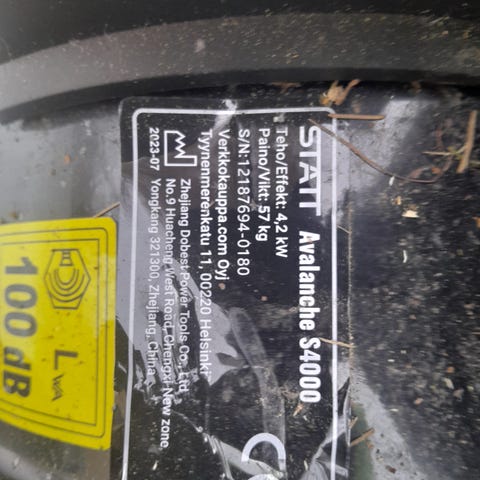 STATT Avalanche S4000
Teho/Effekt: 4,2 kW
Paino/Vikt: 57 kg
S/N:12187694-0180
Verkkokauppa.com Oyj
Tyynenmerenkatu 11, 00220 Helsinki
Zhejiang Dobest Power Tools Co., Ltd
No.9 Huacheng West Road, Chengxi New zone
2023-07 Yongkang 321300, Zhejiang, China
LWA
100 dB